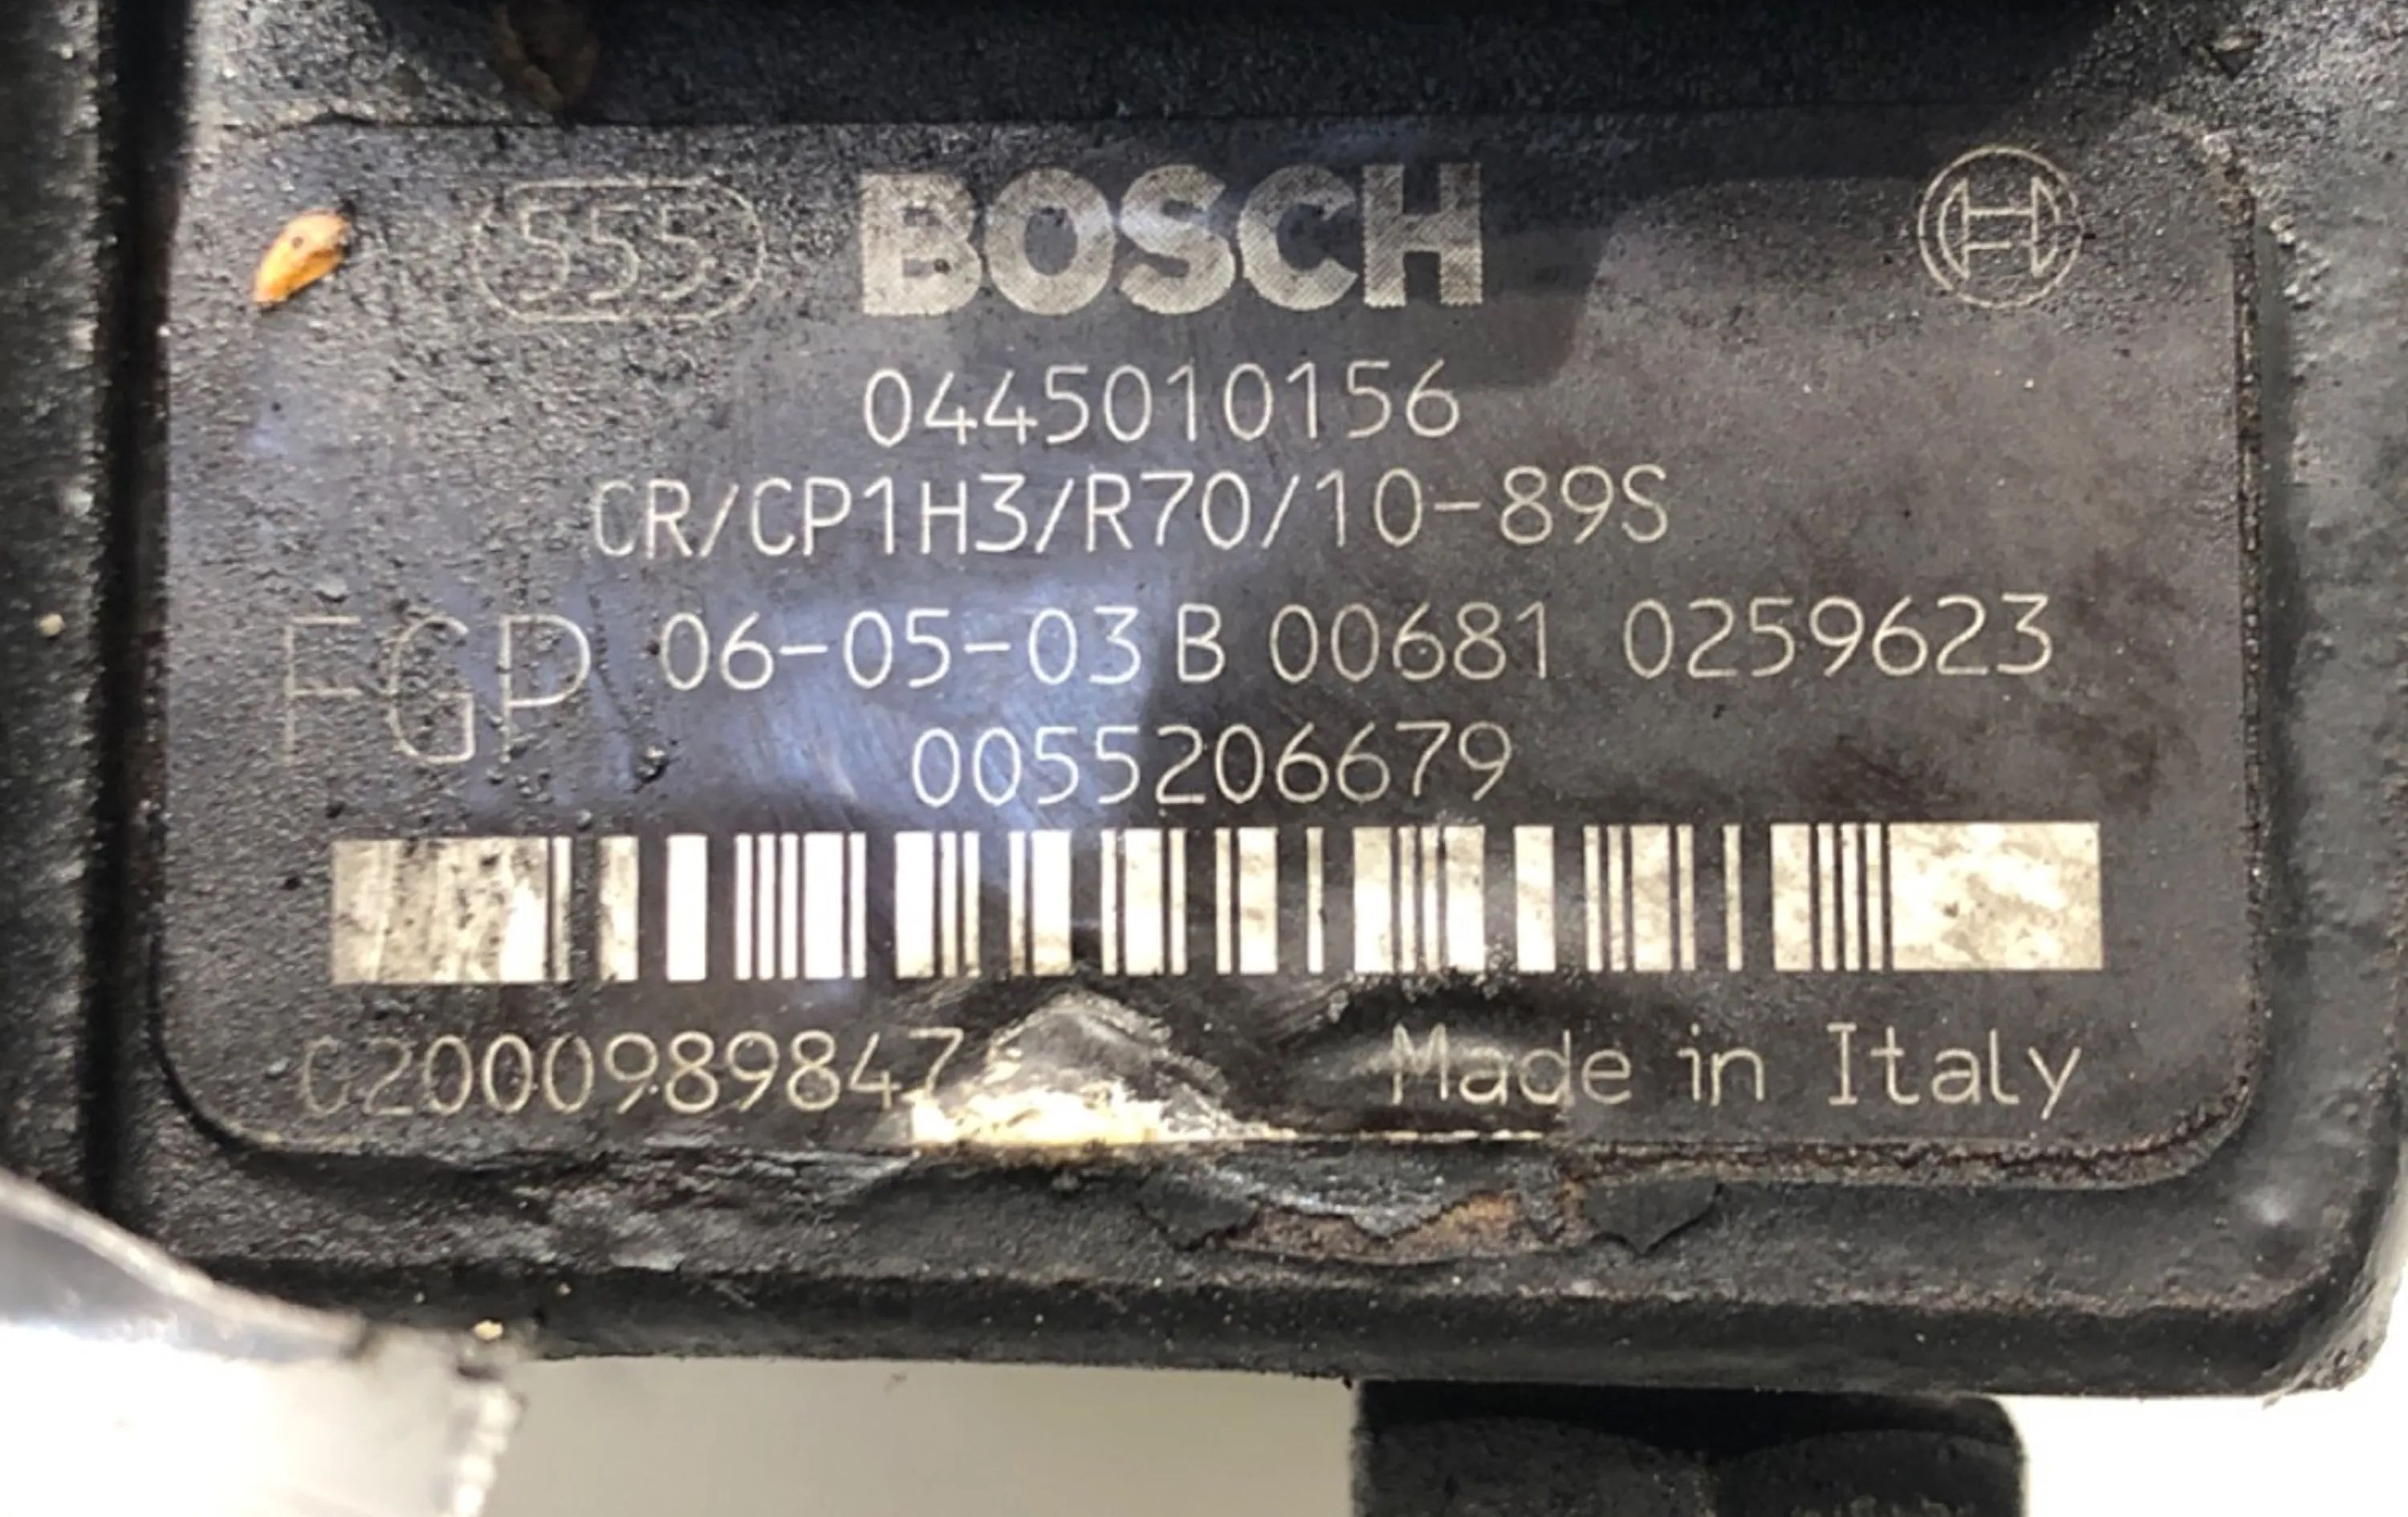 555 BOSCH
0445010156
CR/CP1H3/R70/10-89S
FGP 06-05-03 B 00681 0259623
0055206679
C2000989847 Made in Italy